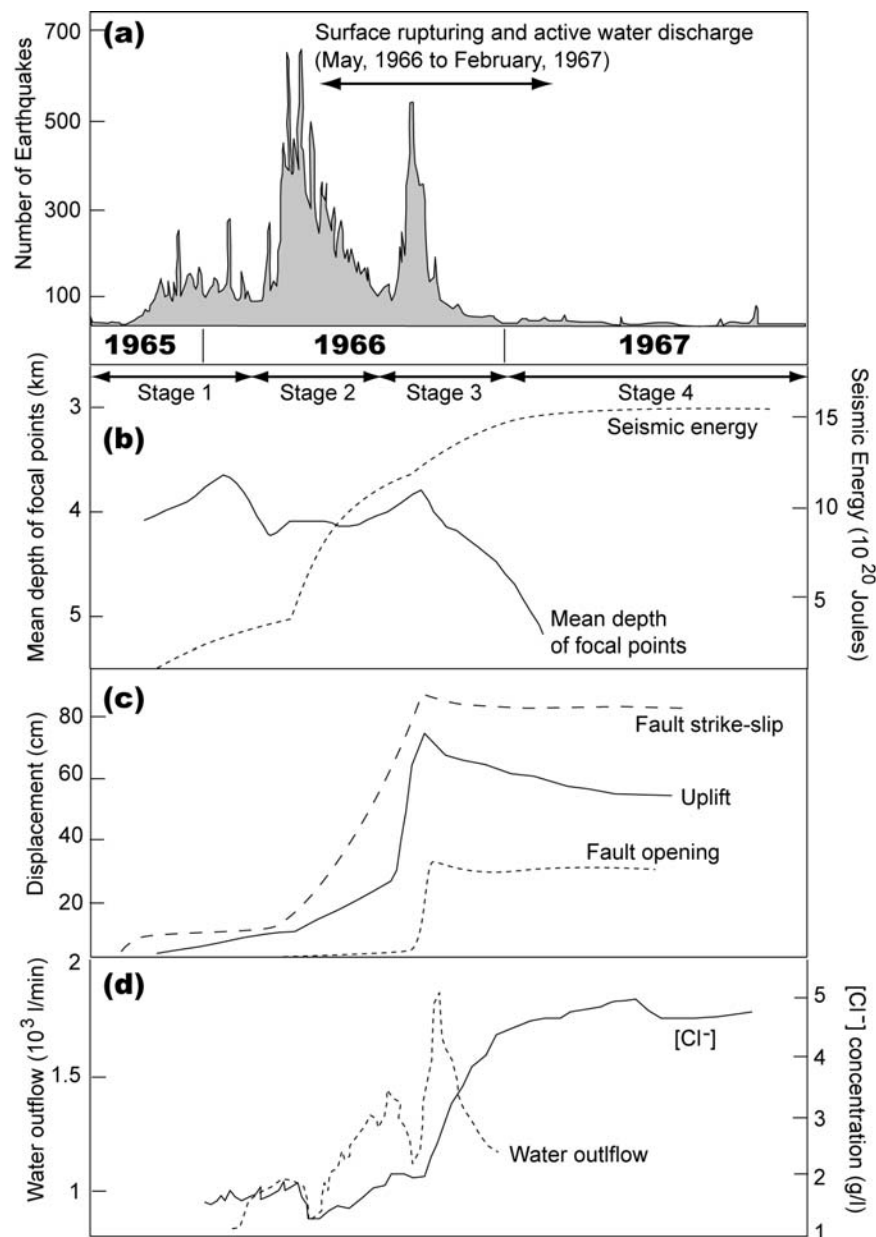 (a)
Surface rupturing and active water discharge
(May, 1966 to February, 1967)
Number of Earthquakes
700
500
300
100
1965 1966 1967
Stage 1 Stage 2 Stage 3 Stage 4
(b)
Mean depth of focal points (km)
3
4
5
Seismic energy
Mean depth
of focal points
Seismic Energy (10 20 Joules)
15
10
5
(c)
Displacement (cm)
80
60
40
20
2
Fault strike-slip
Uplift
Fault opening
(d)
Water outflow (10³ l/min)
2
1.5
1
[Cl⁻]
Water outlflow
[Cl⁻] concentration (g/l)
5
4
3
2
1